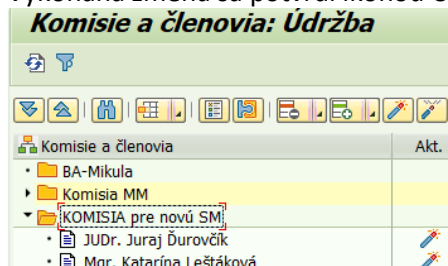 Komisie a členovia: Údržba
Komisie a členovia Akt.
BA-Mikula
Komisia MM
KOMISIA pre novú SM
JUDr. Juraj Ďurovčík
Mgr. Katarína Leštáková